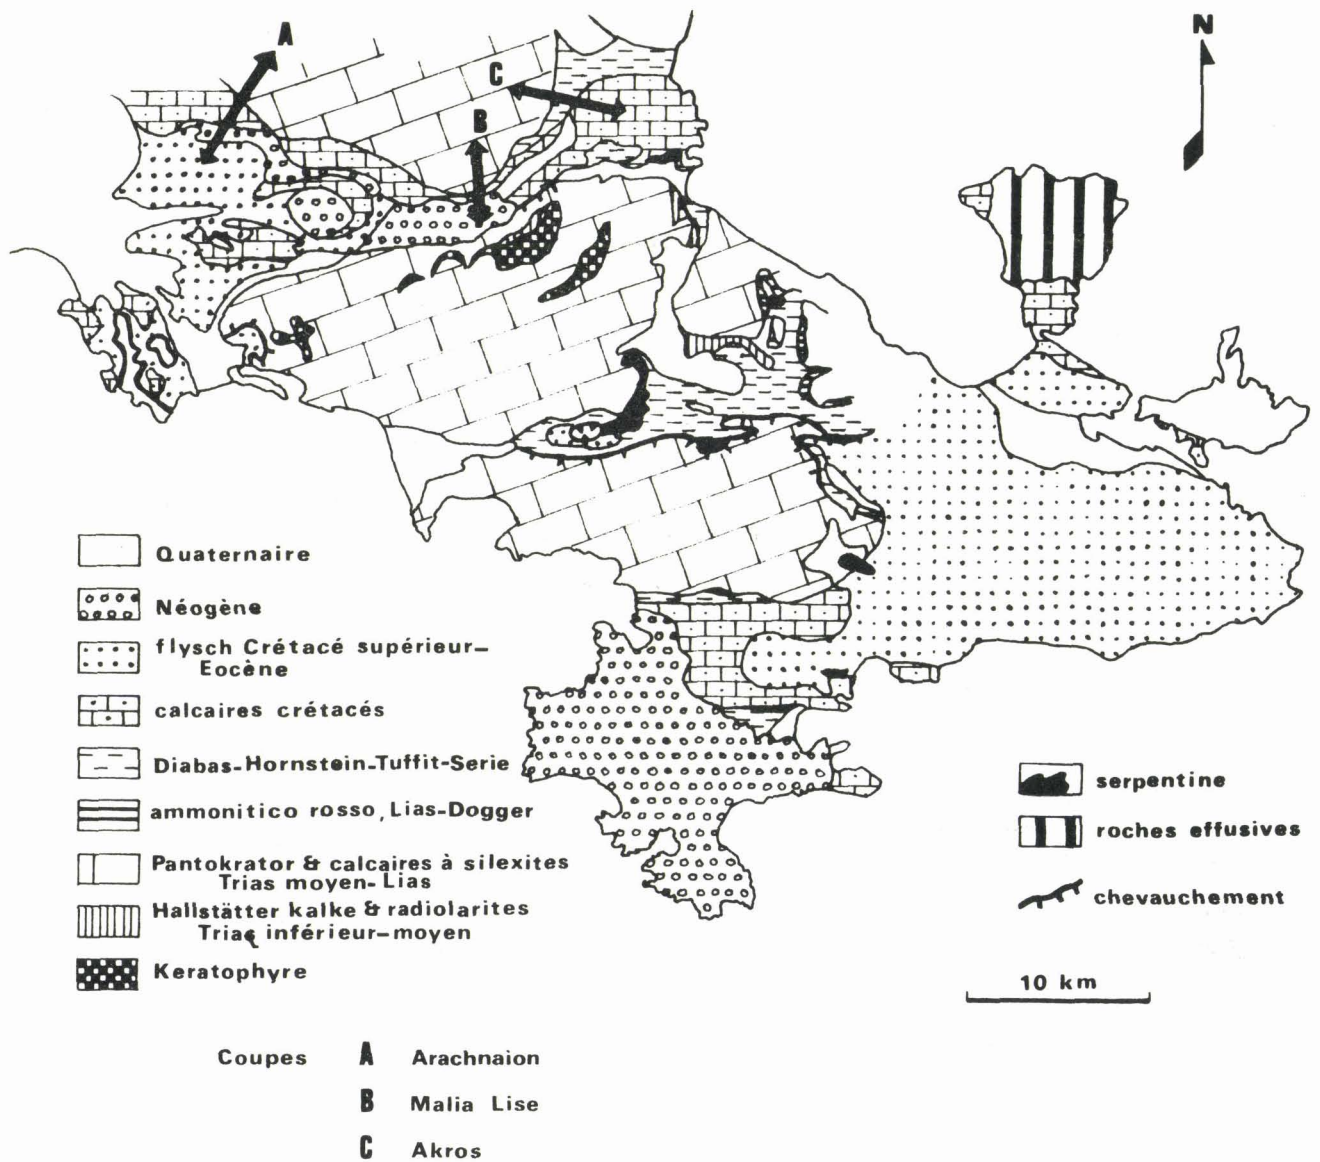 A
C
B
N
Quaternaire
Néogène
flysch Crétacé supérieur-
Eocène
calcaires crétacés
Diabas-Hornstein-Tuffit-Serie
ammonitico rosso, Lias-Dogger
Pantokrator & calcaires à silexites
Trias moyen-Lias
Hallstätter kalke & radiolarites
Trias inférieur-moyen
Keratophyre
serpentine
roches effusives
chevauchement
10 km
Coupes A Arachnaion
B Malia Lise
C Akros